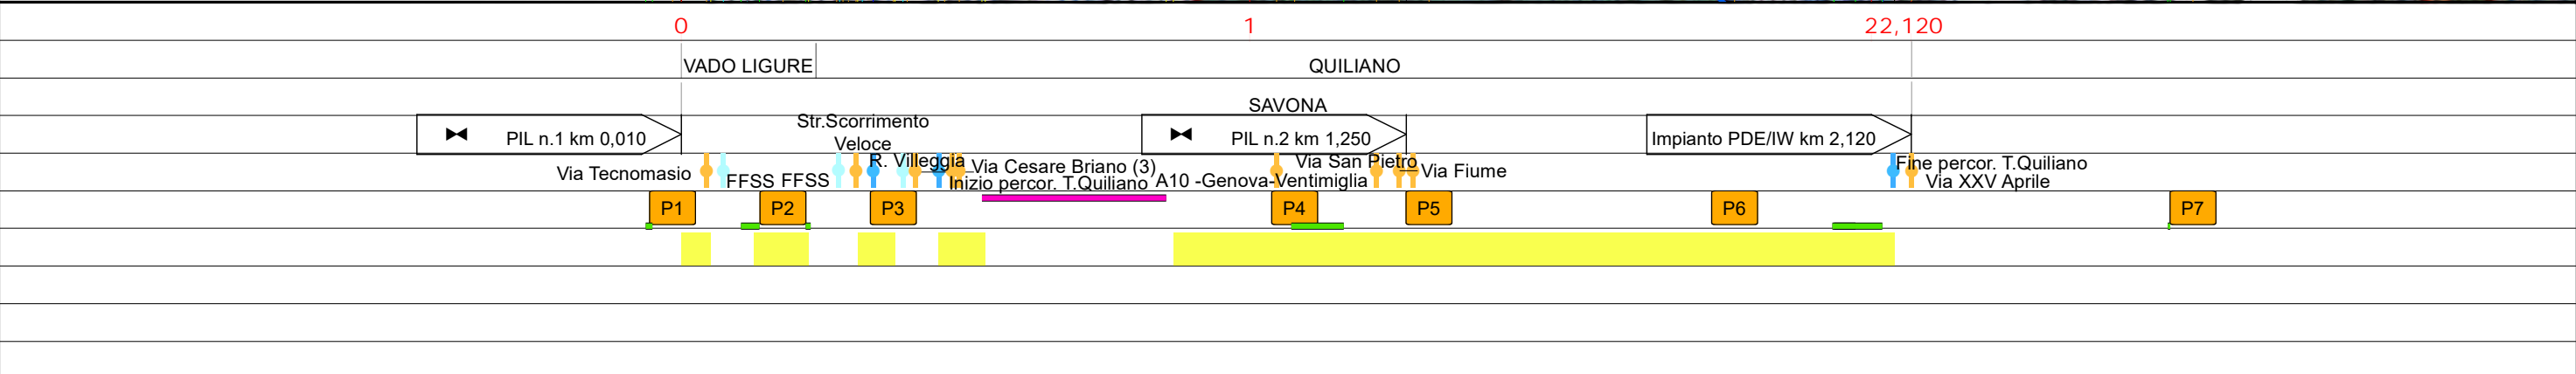 0 1 22,120
VADO LIGURE QUILIANO
SAVONA
PIL n.1 km 0,010 PIL n.2 km 1,250 Impianto PDE/IW km 2,120
Str.Scorrimento
Veloce
Via Tecnomasio FFSS FFSS R. Villeggia Via Cesare Briano (3) Via San Pietro Via Fiume Fine percor. T.Quiliano
Inizio percor. T.Quiliano A10 -Genova-Ventimiglia Via XXV Aprile
P1 P2 P3 P4 P5 P6 P7